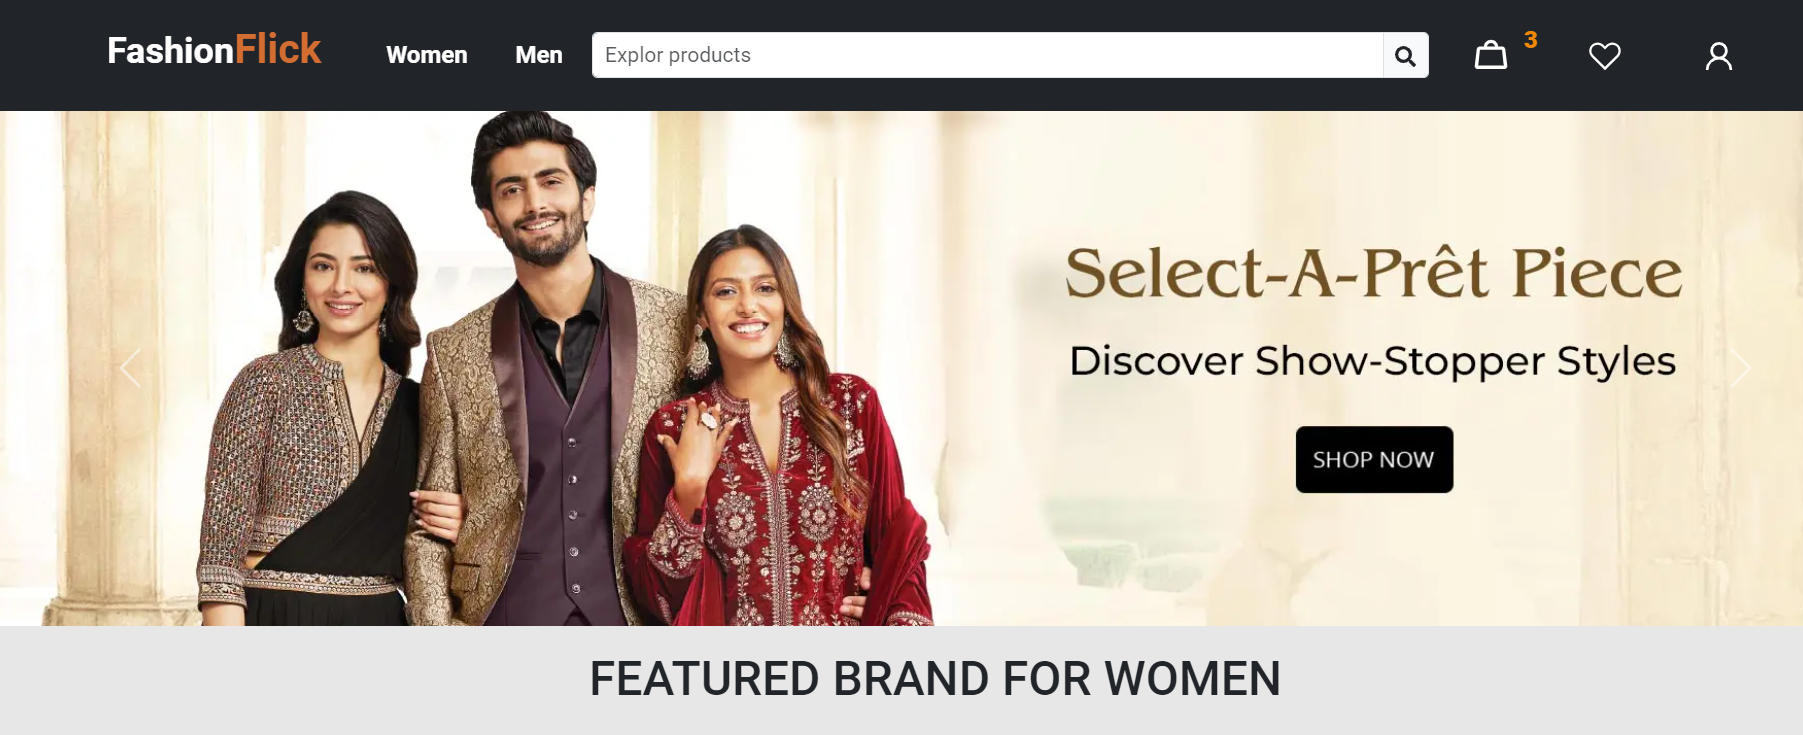 FashionFlick
Women
Men
Explor products
3
Select-A-Prêt Piece
Discover Show-Stopper Styles
SHOP NOW
FEATURED BRAND FOR WOMEN